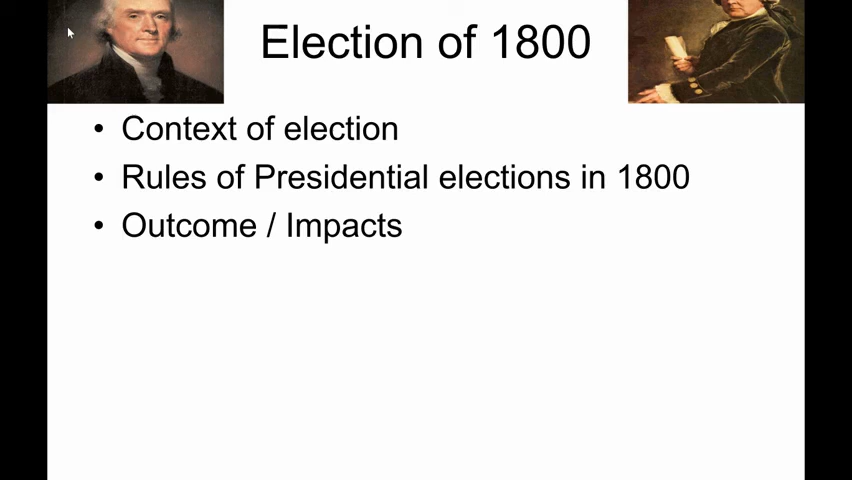 Election of 1800
• Context of election
• Rules of Presidential elections in 1800
• Outcome / Impacts